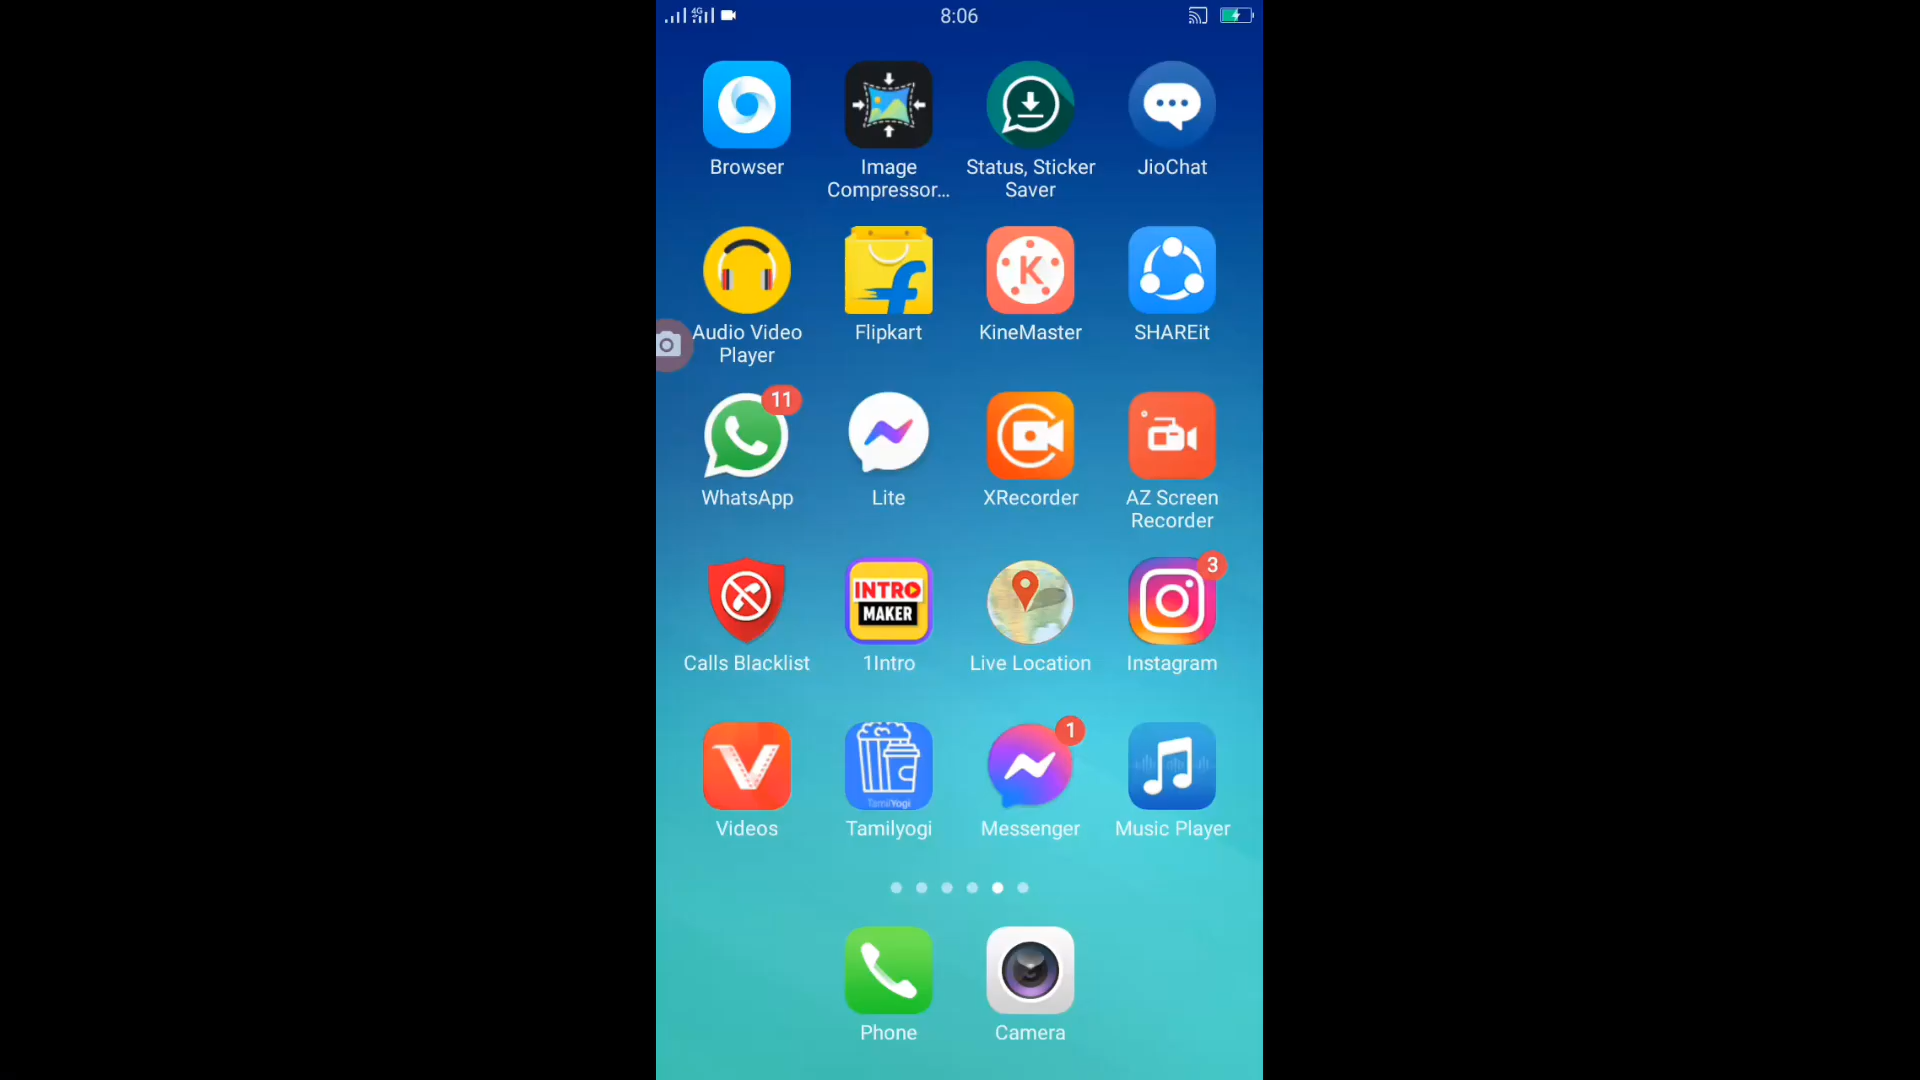 4G
8:06
Browser
Image
Compressor...
Status, Sticker
Saver
JioChat
Audio Video
Player
Flipkart
K
KineMaster
SHAREit
11
WhatsApp
Lite
XRecorder
AZ Screen
Recorder
Calls Blacklist
INTRO
MAKER
1Intro
Live Location
3
Instagram
Videos
TamilYogi
Tamilyogi
1
Messenger
Music Player
Phone
Camera